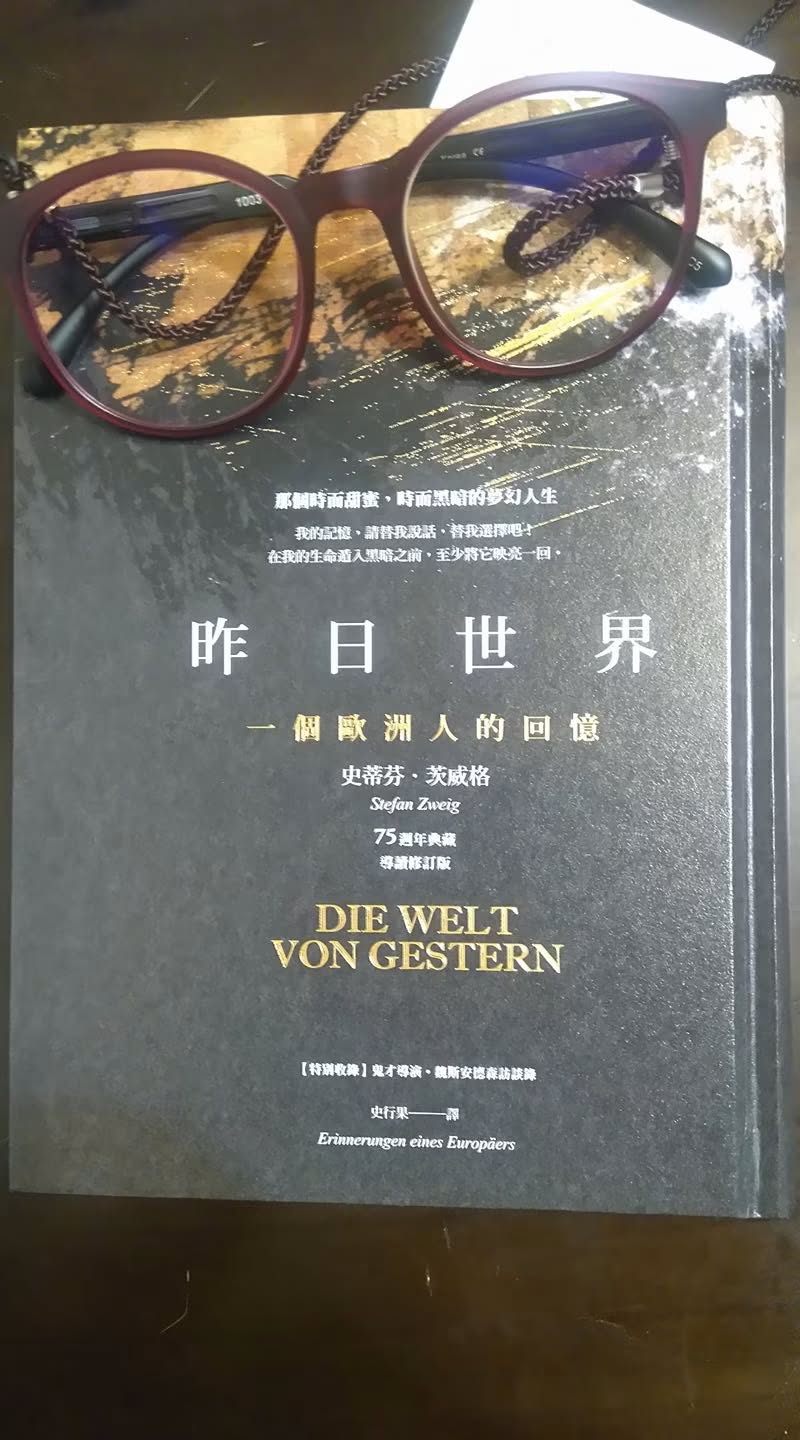 1003
CE
那個時而甜蜜，時而黑暗的夢幻人生
我的記憶，請替我說話，替我選擇吧！
在我的生命遁入黑暗之前，至少將它映亮一回。
昨日世界
一個歐洲人的回憶
史蒂芬・茨威格
Stefan Zweig
75週年典藏
導讀修訂版
DIE WELT
VON GESTERN
【特別收錄】鬼才導演・魏斯安德森訪談錄
史行果——譯
Erinnerungen eines Europäers